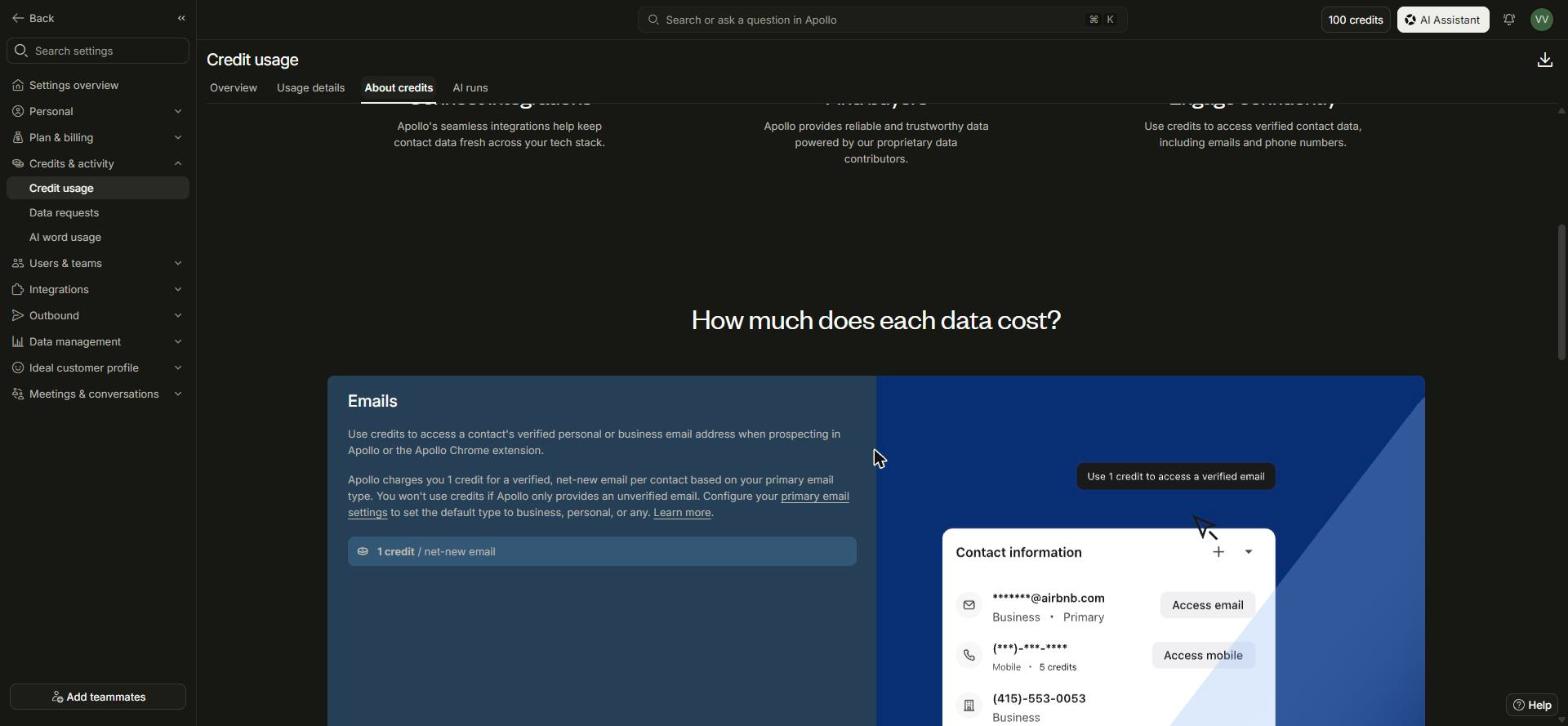 Back
Search or ask a question in Apollo
⌘ K
100 credits
AI Assistant
VV
Search settings
Settings overview
Personal
Plan & billing
Credits & activity
Credit usage
Data requests
AI word usage
Users & teams
Integrations
Outbound
Data management
Ideal customer profile
Meetings & conversations
Add teammates
Credit usage
Overview
Usage details
About credits
AI runs
Apollo's seamless integrations help keep
contact data fresh across your tech stack.
Apollo provides reliable and trustworthy data
powered by our proprietary data
contributors.
Use credits to access verified contact data,
including emails and phone numbers.
How much does each data cost?
Emails
Use credits to access a contact's verified personal or business email address when prospecting in
Apollo or the Apollo Chrome extension.
Apollo charges you 1 credit for a verified, net-new email per contact based on your primary email
type. You won't use credits if Apollo only provides an unverified email. Configure your primary email
settings to set the default type to business, personal, or any. Learn more.
1 credit / net-new email
Use 1 credit to access a verified email
Contact information
*******@airbnb.com
Business • Primary
Access email
(***)-***-****
Mobile • 5 credits
Access mobile
(415)-553-0053
Business
Help